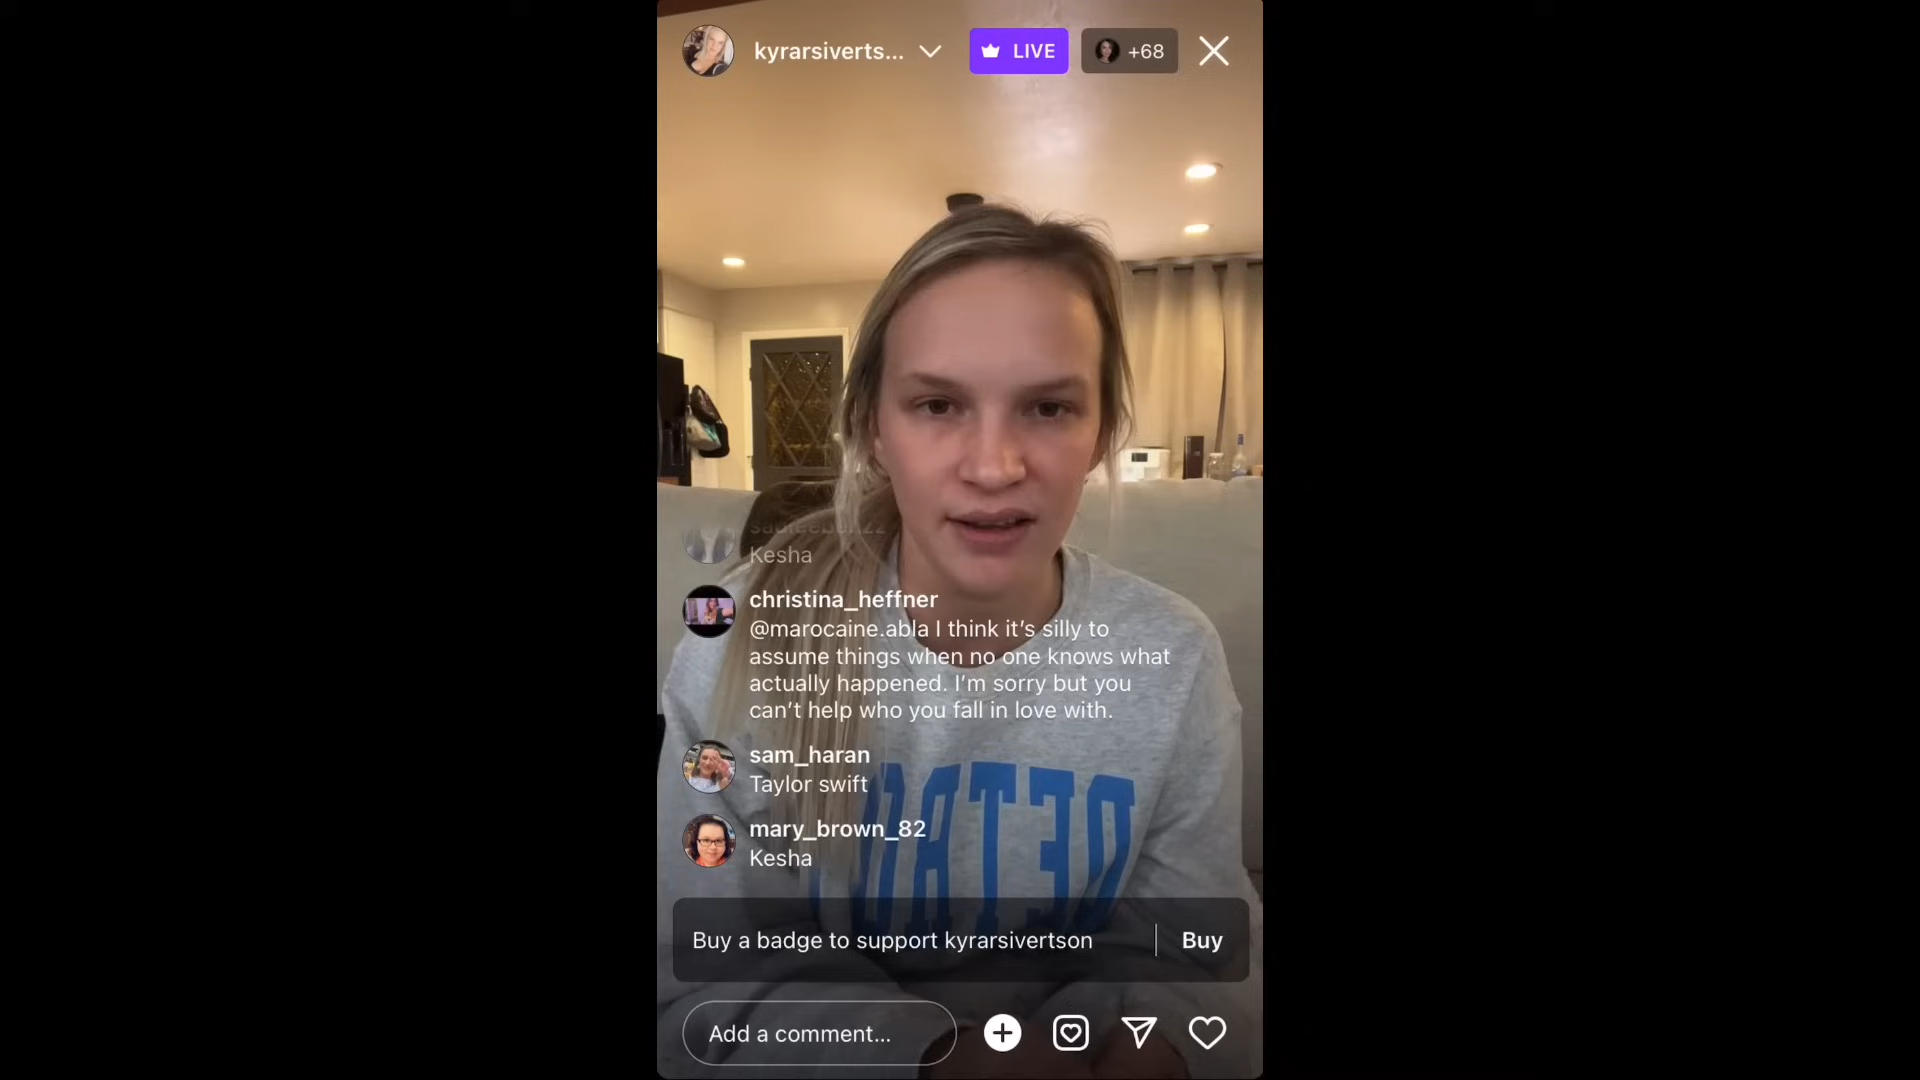 kyrarsiverts...
LIVE
+68
Kesha
christina_heffner
@marocaine.abla I think it’s silly to
assume things when no one knows what
actually happened. I’m sorry but you
can’t help who you fall in love with.
sam_haran
Taylor swift
mary_brown_82
Kesha
DETRO
Buy a badge to support kyrarsivertson
Buy
Add a comment...